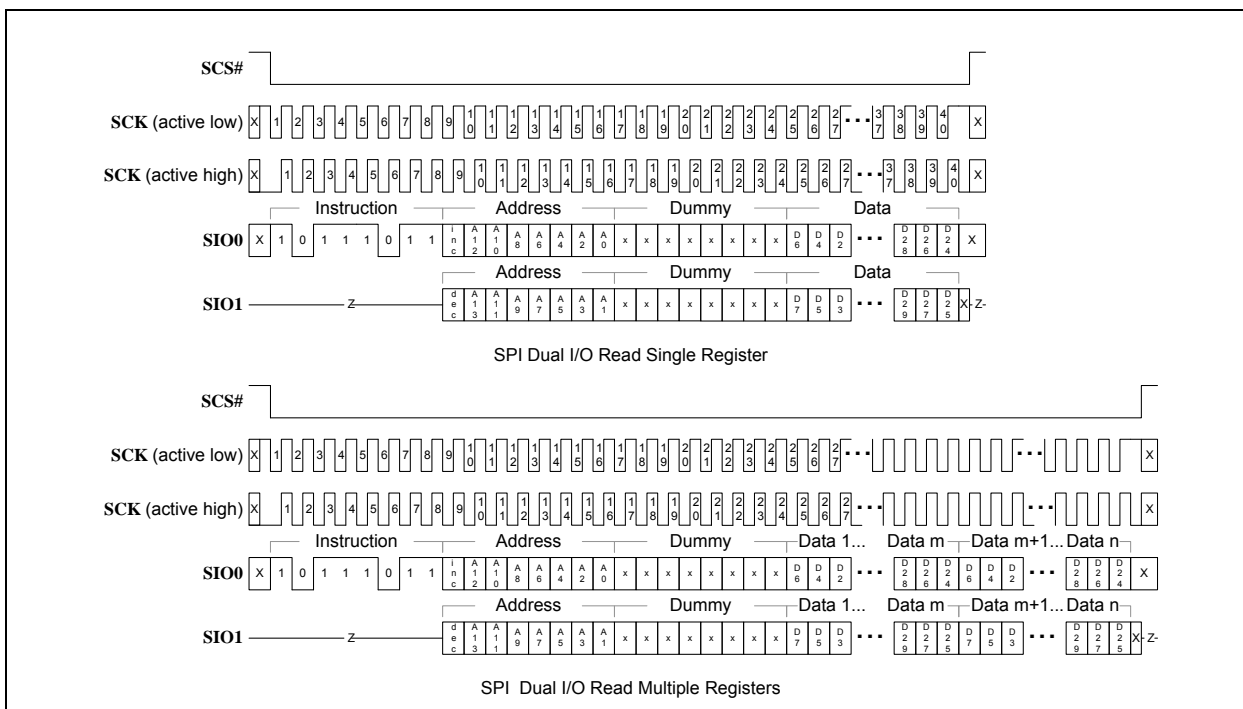 SCS#
SCK (active low) X 1 2 3 4 5 6 7 8 9 10 11 12 13 14 15 16 17 18 19 20 21 22 23 24 25 26 27 ... 37 38 39 40 X
SCK (active high) X 1 2 3 4 5 6 7 8 9 10 11 12 13 14 15 16 17 18 19 20 21 22 23 24 25 26 27 ... 37 38 39 40 X
Instruction Address Dummy Data
SIO0 X 1 0 1 1 1 0 1 1 inc A12 A10 A8 A6 A4 A2 A0 x x x x x x x x D6 D4 D2 ... D28 D26 D24 X
Address Dummy Data
SIO1 Z dec A13 A11 A9 A7 A5 A3 A1 x x x x x x x x D7 D5 D3 ... D29 D27 D25 X Z
SPI Dual I/O Read Single Register
SCS#
SCK (active low) X 1 2 3 4 5 6 7 8 9 10 11 12 13 14 15 16 17 18 19 20 21 22 23 24 25 26 27 ... ... X
SCK (active high) X 1 2 3 4 5 6 7 8 9 10 11 12 13 14 15 16 17 18 19 20 21 22 23 24 25 26 27 ... ... X
Instruction Address Dummy Data 1... Data m Data m+1... Data n
SIO0 X 1 0 1 1 1 0 1 1 inc A12 A10 A8 A6 A4 A2 A0 x x x x x x x x D6 D4 D2 ... D28 D26 D24 D6 D4 D2 ... D28 D26 D24 X
Address Dummy Data 1... Data m Data m+1... Data n
SIO1 Z dec A13 A11 A9 A7 A5 A3 A1 x x x x x x x x D7 D5 D3 ... D29 D27 D25 D7 D5 D3 ... D29 D27 D25 X Z
SPI Dual I/O Read Multiple Registers